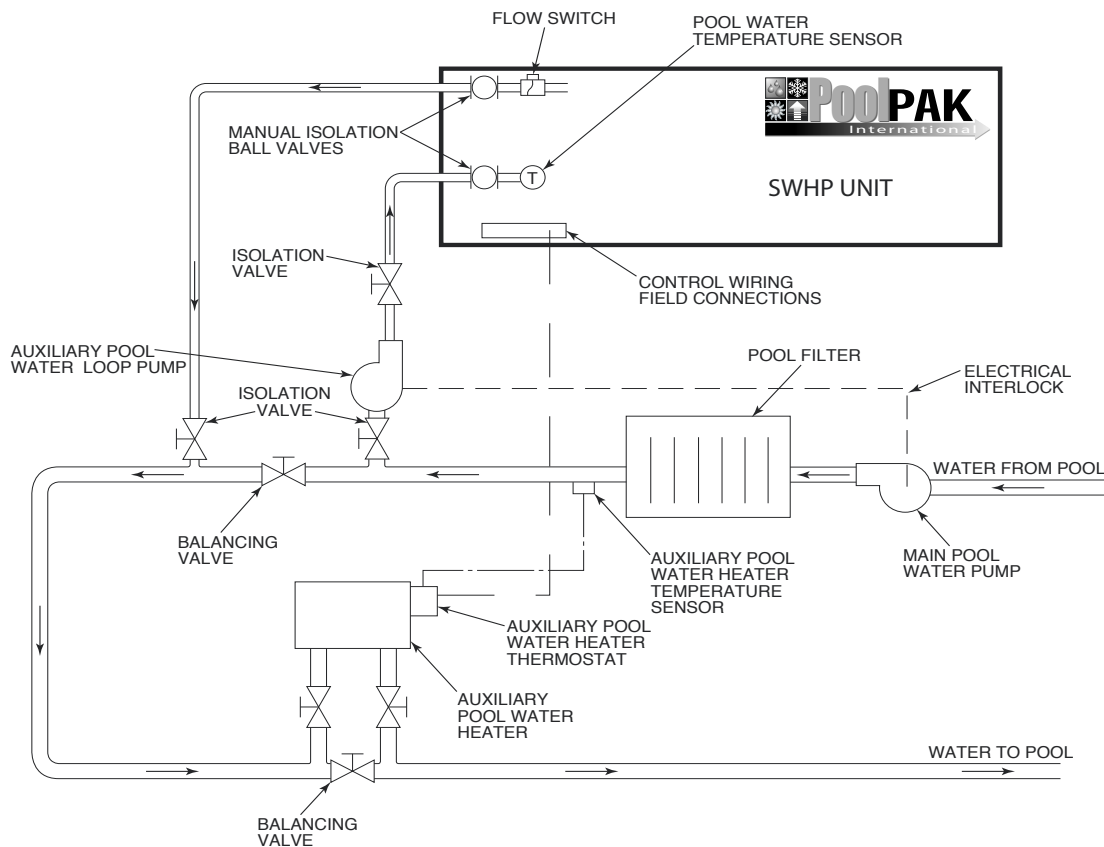 FLOW SWITCH
POOL WATER
TEMPERATURE SENSOR
PoolPAK
International
MANUAL ISOLATION
BALL VALVES
T
SWHP UNIT
ISOLATION
VALVE
CONTROL WIRING
FIELD CONNECTIONS
AUXILIARY POOL
WATER LOOP PUMP
POOL FILTER
ELECTRICAL
INTERLOCK
ISOLATION
VALVE
WATER FROM POOL
BALANCING
VALVE
AUXILIARY POOL
WATER HEATER
TEMPERATURE
SENSOR
MAIN POOL
WATER PUMP
AUXILIARY POOL
WATER HEATER
THERMOSTAT
AUXILIARY
POOL WATER
HEATER
WATER TO POOL
BALANCING
VALVE